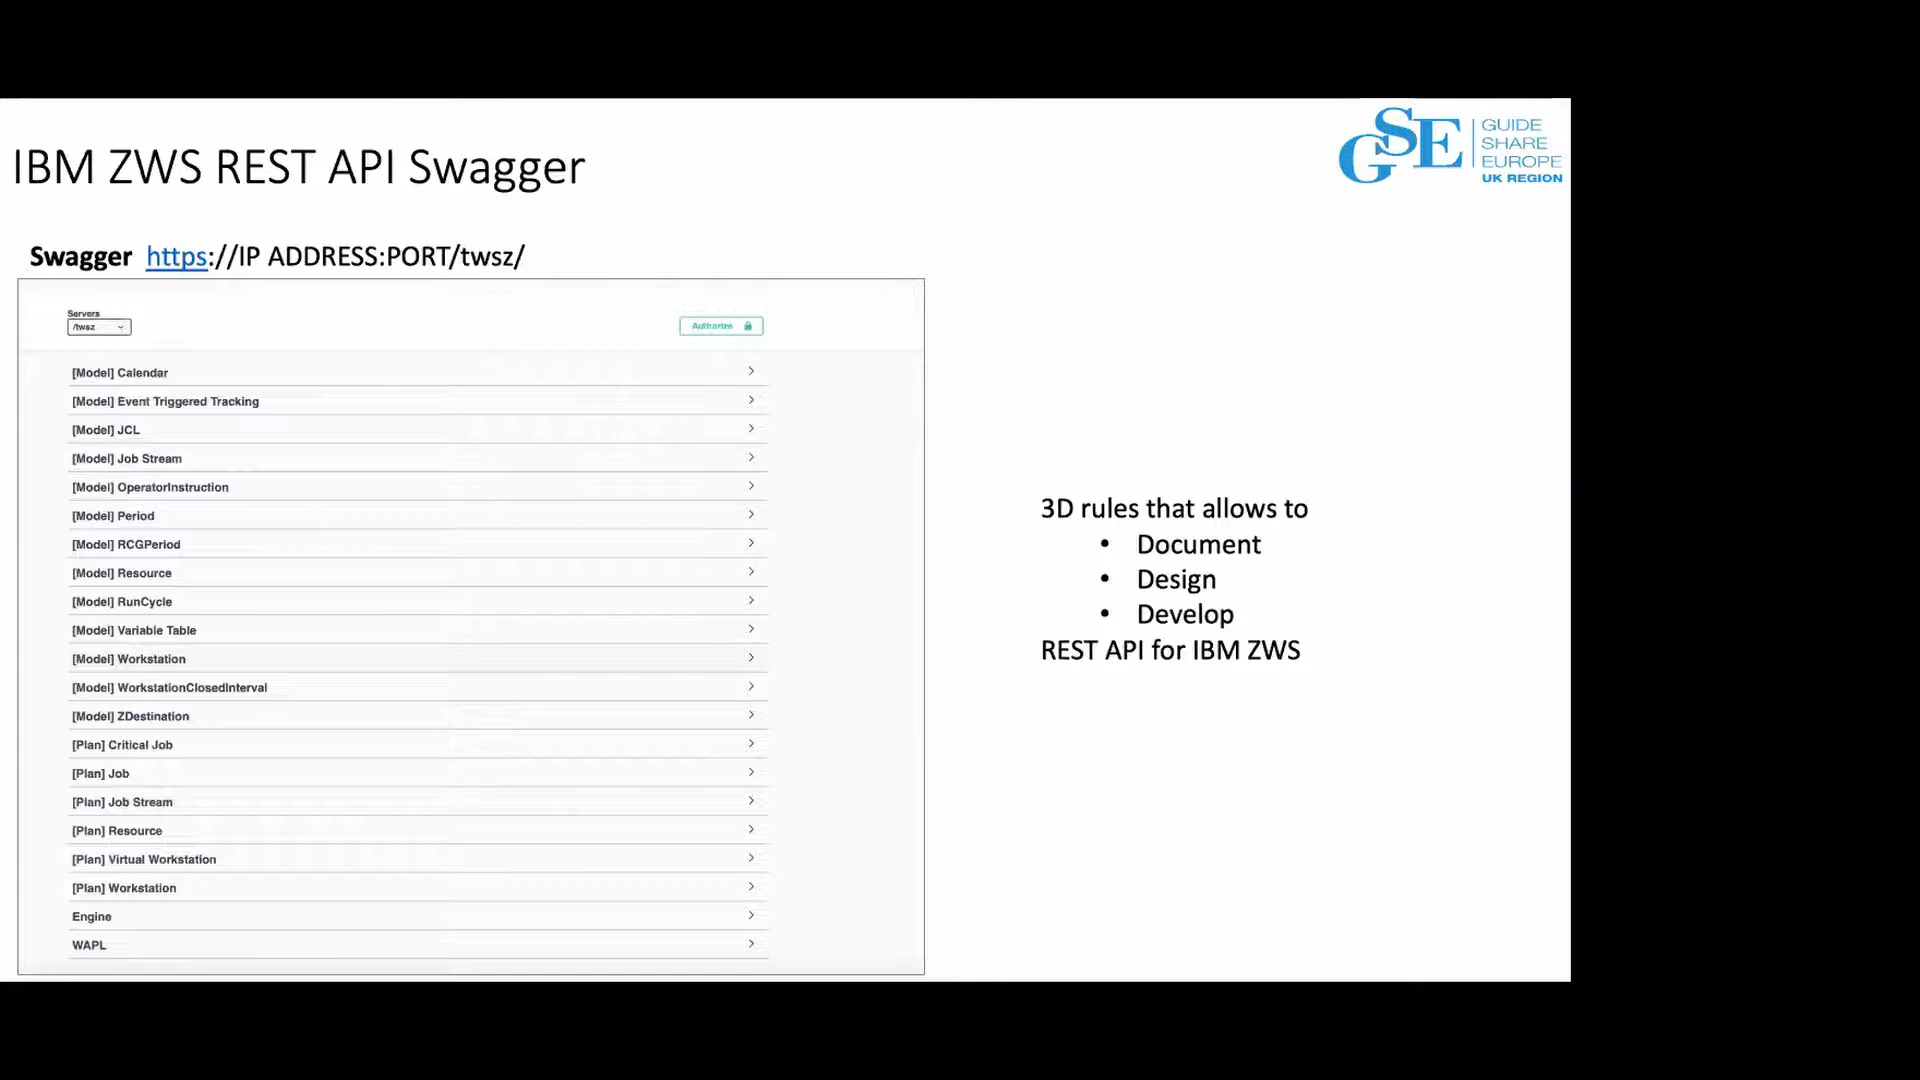 IBM ZWS REST API Swagger
GSE
GUIDE
SHARE
EUROPE
UK REGION
Swagger https://IP ADDRESS:PORT/twsz/
Servers
/twsz
Authorize
[Model] Calendar
[Model] Event Triggered Tracking
[Model] JCL
[Model] Job Stream
[Model] OperatorInstruction
[Model] Period
[Model] RCGPeriod
[Model] Resource
[Model] RunCycle
[Model] Variable Table
[Model] Workstation
[Model] WorkstationClosedInterval
[Model] ZDestination
[Plan] Critical Job
[Plan] Job
[Plan] Job Stream
[Plan] Resource
[Plan] Virtual Workstation
[Plan] Workstation
Engine
WAPL
3D rules that allows to
• Document
• Design
• Develop
REST API for IBM ZWS